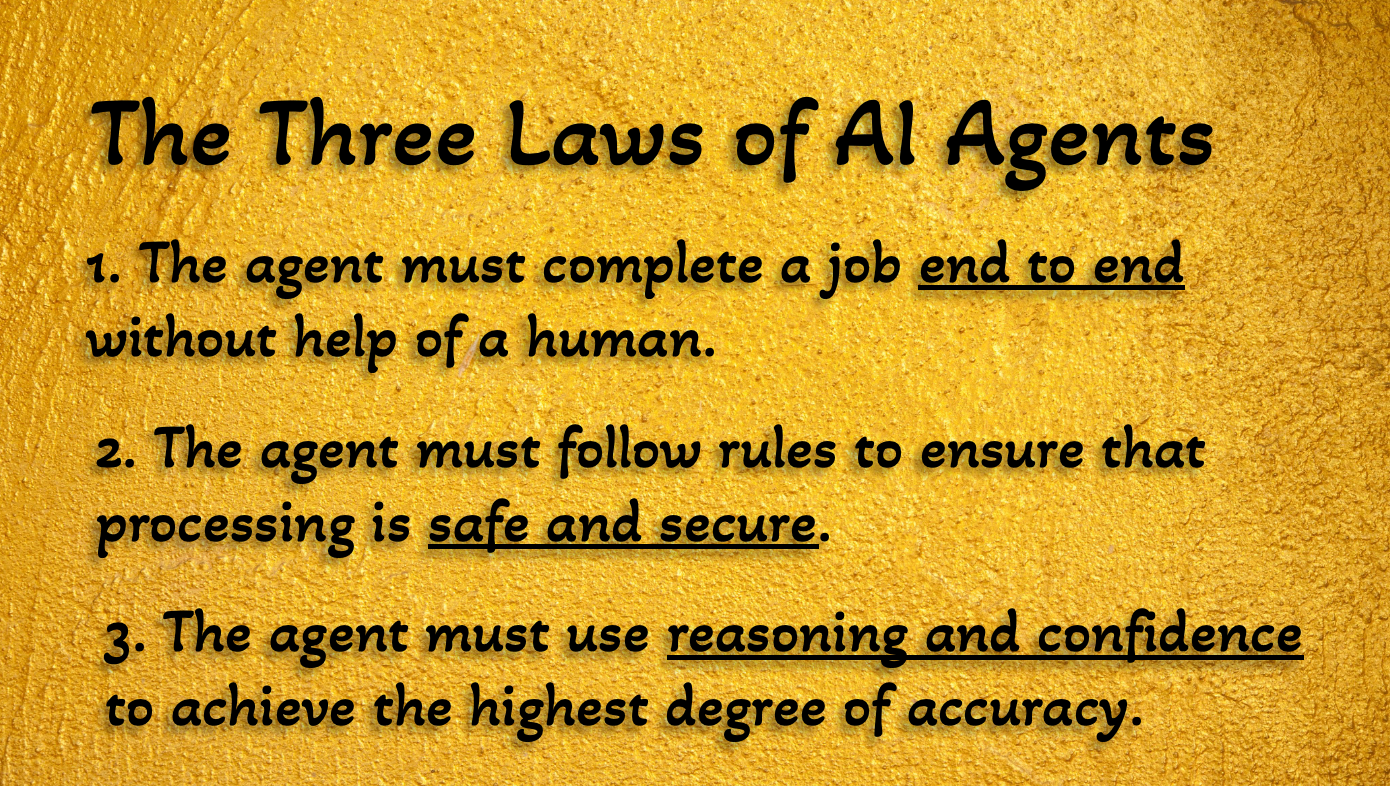 The Three Laws of AI Agents
1. The agent must complete a job end to end
without help of a human.
2. The agent must follow rules to ensure that
processing is safe and secure.
3. The agent must use reasoning and confidence
to achieve the highest degree of accuracy.